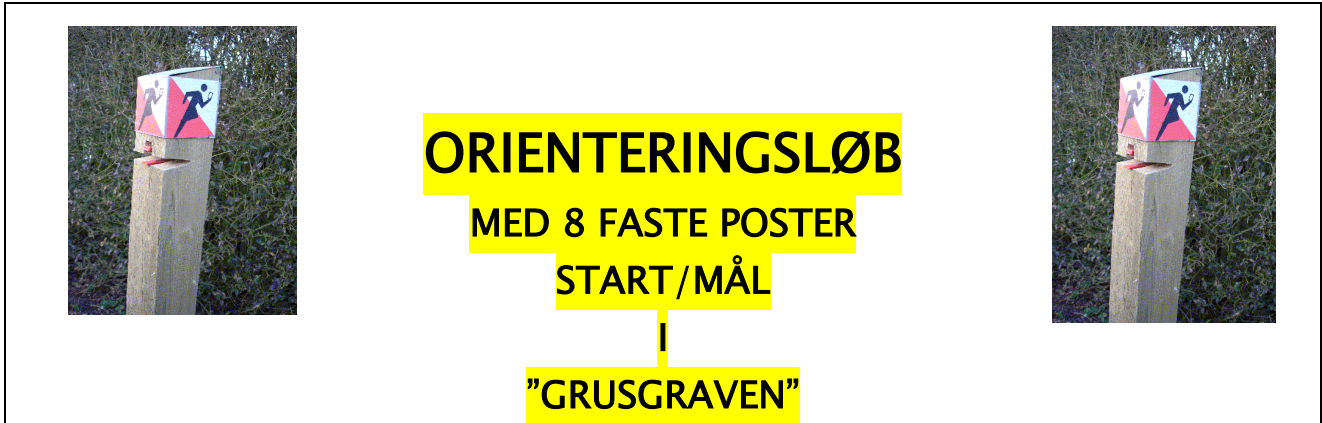 ORIENTERINGSLØB
MED 8 FASTE POSTER
START/MÅL
I
”GRUSGRAVEN”